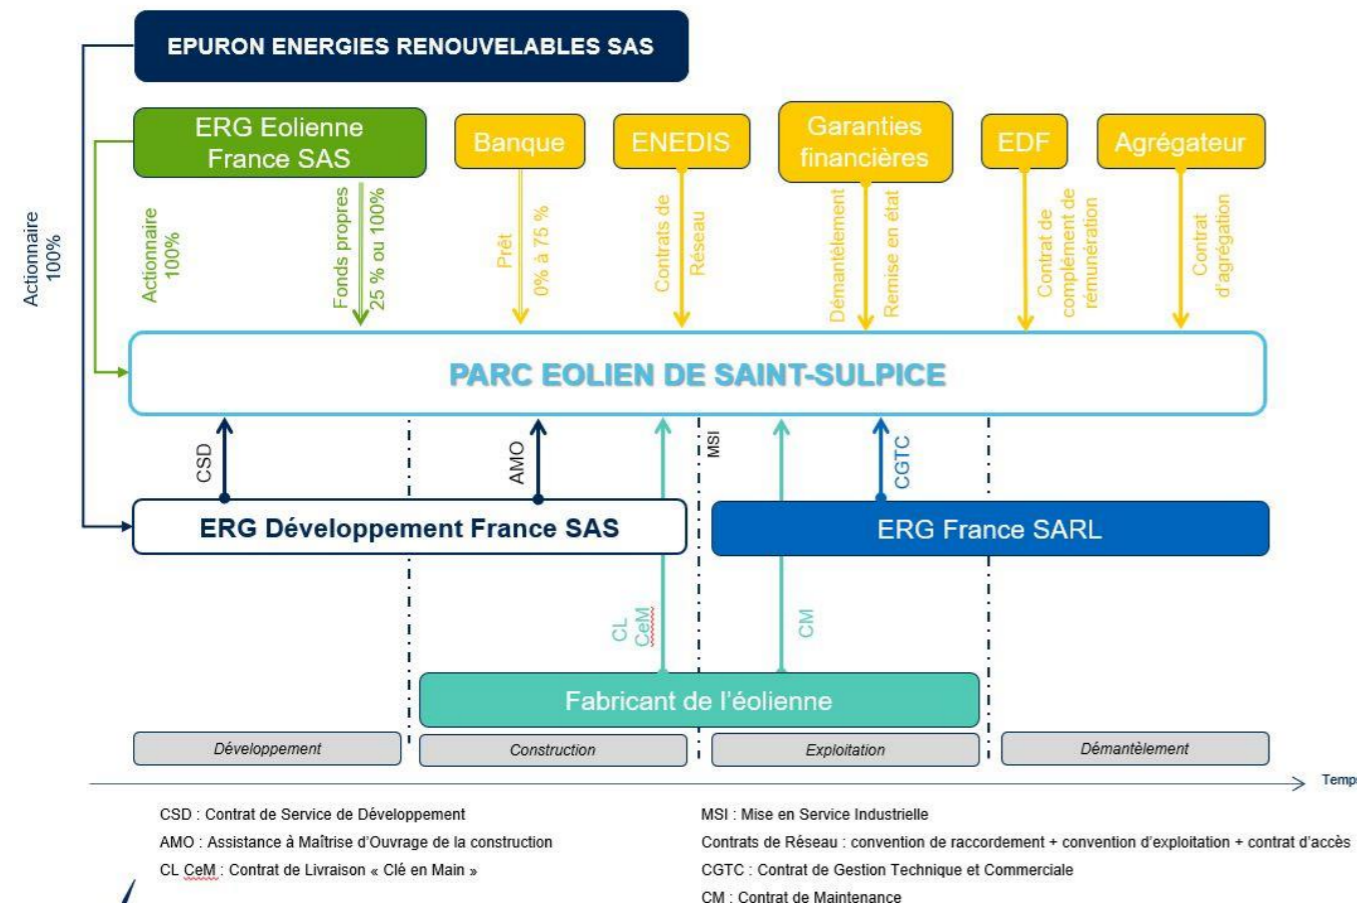 EPURON ENERGIES RENOUVELABLES SAS
ERG Eolienne
France SAS
Banque
ENEDIS
Garanties
financières
EDF
Agrégateur
Actionnaire
100%
Actionnaire
100%
Fonds propres
25 % ou 100%
Prêt
0% à 75 %
Contrats de
Réseau
Démantèlement
Remise en état
Contrat de
complément de
rémunération
Contrat
d'agrégation
PARC EOLIEN DE SAINT-SULPICE
CSD
AMO
MSI
CGTC
ERG Développement France SAS
ERG France SARL
CL
CeM
CM
Fabricant de l'éolienne
Développement
Construction
Exploitation
Démantèlement
Temp
CSD : Contrat de Service de Développement
AMO : Assistance à Maîtrise d'Ouvrage de la construction
CL CeM : Contrat de Livraison « Clé en Main »
MSI : Mise en Service Industrielle
Contrats de Réseau : convention de raccordement + convention d'exploitation + contrat d'accès
CGTC : Contrat de Gestion Technique et Commerciale
CM : Contrat de Maintenance